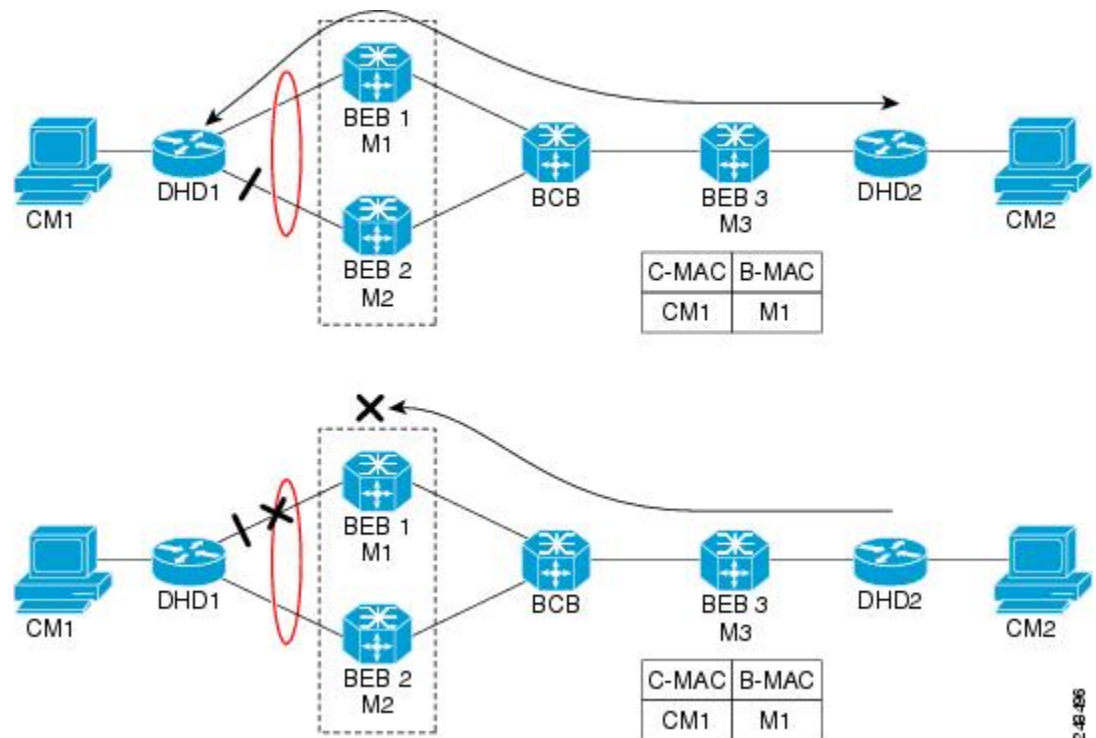 BEB 1
M1
CM1
DHD1
BEB 2
M2
BCB
BEB 3
M3
DHD2
CM2
C-MAC B-MAC
CM1 M1
BEB 1
M1
CM1
DHD1
BEB 2
M2
BCB
BEB 3
M3
DHD2
CM2
C-MAC B-MAC
CM1 M1